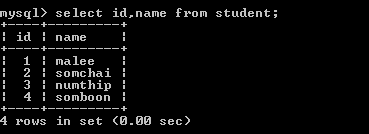 mysql> select id,name from student;
+----+---------+
| id | name    |
+----+---------+
|  1 | malee   |
|  2 | somchai |
|  3 | numthip |
|  4 | somboon |
+----+---------+
4 rows in set (0.00 sec)